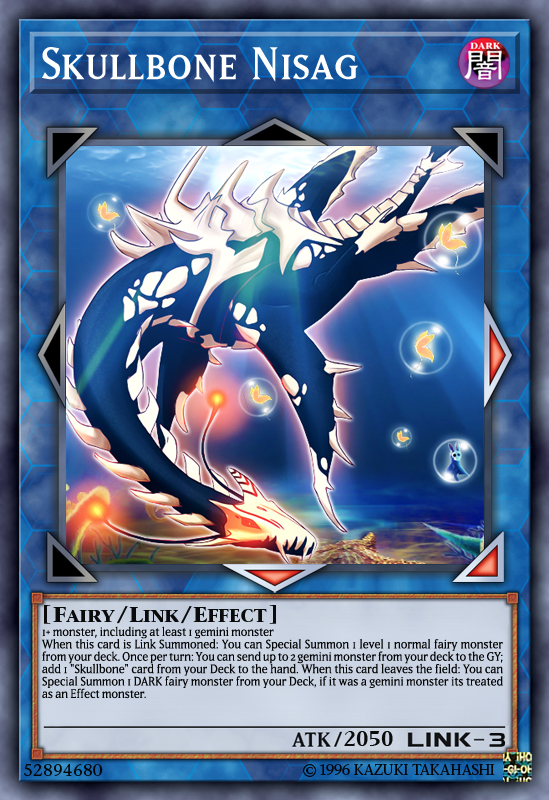 Skullbone Nisag
DARK
闇
[Fairy/Link/Effect]
1+ monster, including at least 1 gemini monster
When this card is Link Summoned: You can Special Summon 1 level 1 normal fairy monster
from your deck. Once per turn: You can send up to 2 gemini monster from your deck to the GY;
add 1 "Skullbone" card from your Deck to the hand. When this card leaves the field: You can
Special Summon 1 DARK fairy monster from your Deck, if it was a gemini monster its treated
as an Effect monster.
ATK/2050 LINK-3
52894680 ©1996 KAZUKI TAKAHASHI